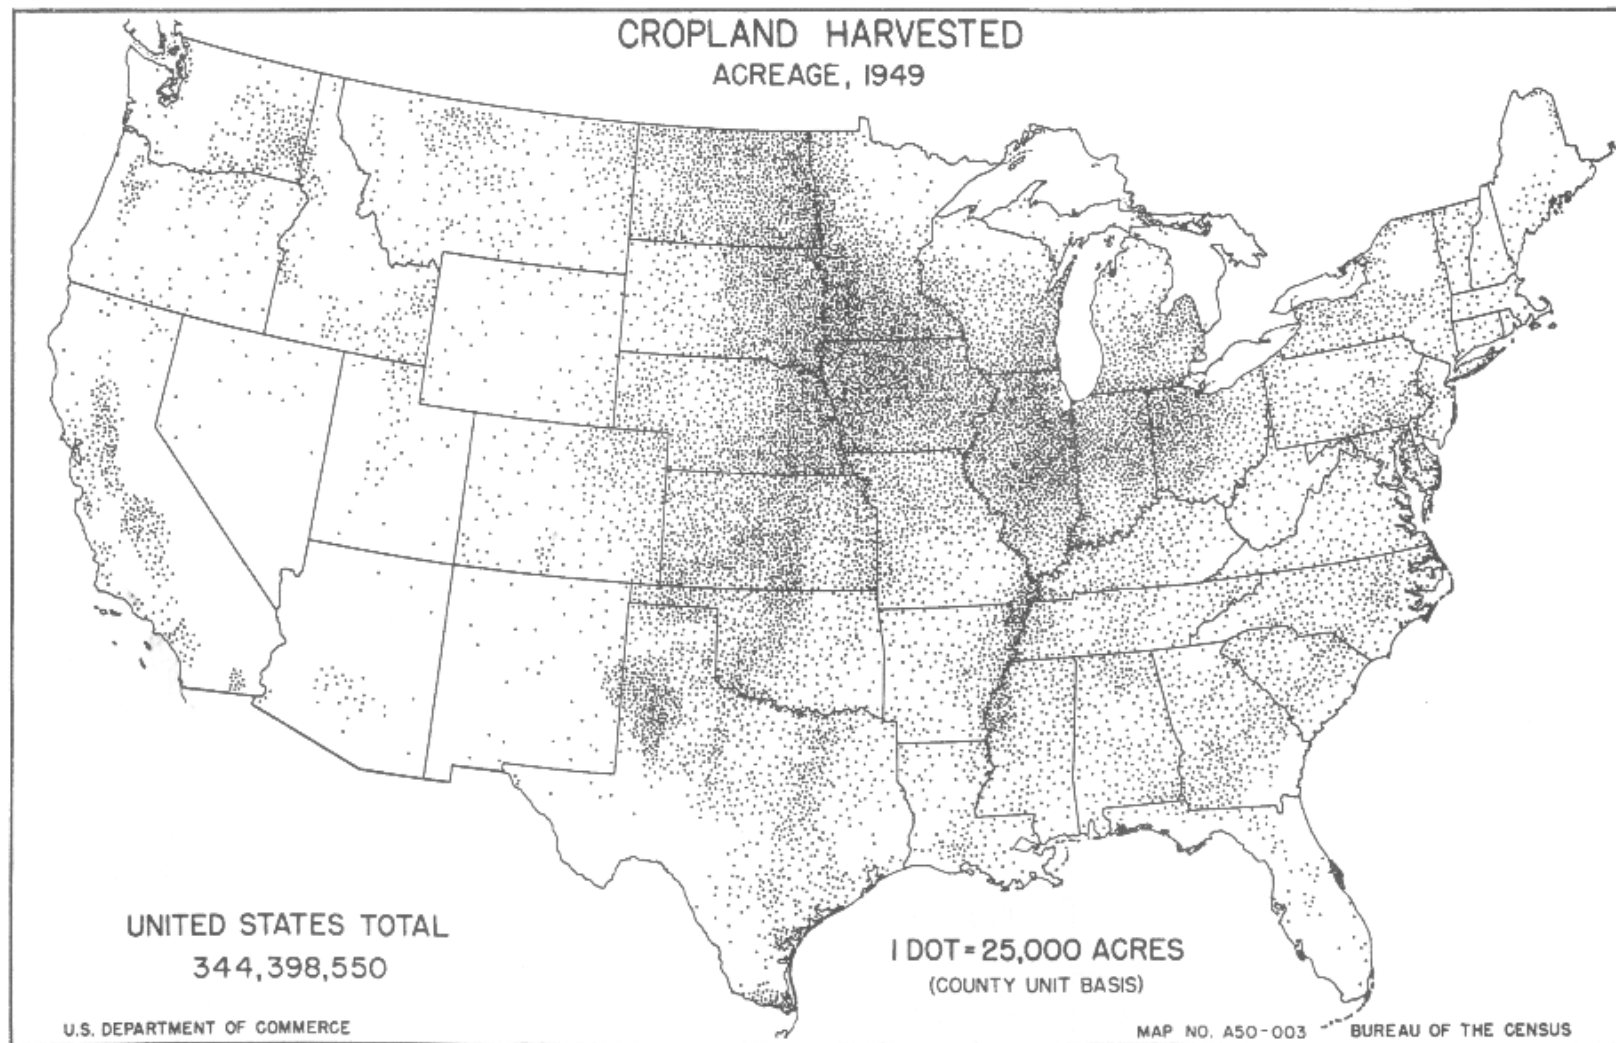 CROPLAND HARVESTED
ACREAGE, 1949
UNITED STATES TOTAL
344,398,550
1 DOT = 25,000 ACRES
(COUNTY UNIT BASIS)
U.S. DEPARTMENT OF COMMERCE
MAP NO. A50-003
BUREAU OF THE CENSUS